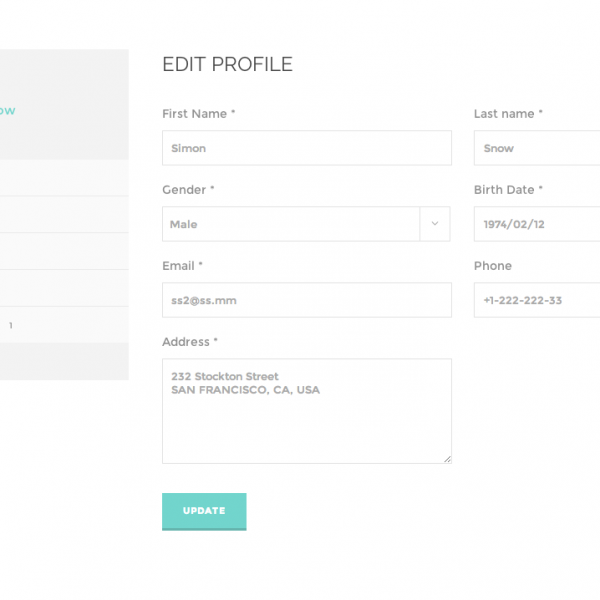 EDIT PROFILE
ow
First Name *
Last name *
Simon
Snow
Gender *
Birth Date *
Male
1974/02/12
Email *
Phone
ss2@ss.mm
+1-222-222-33
1
Address *
232 Stockton Street
SAN FRANCISCO, CA, USA
UPDATE